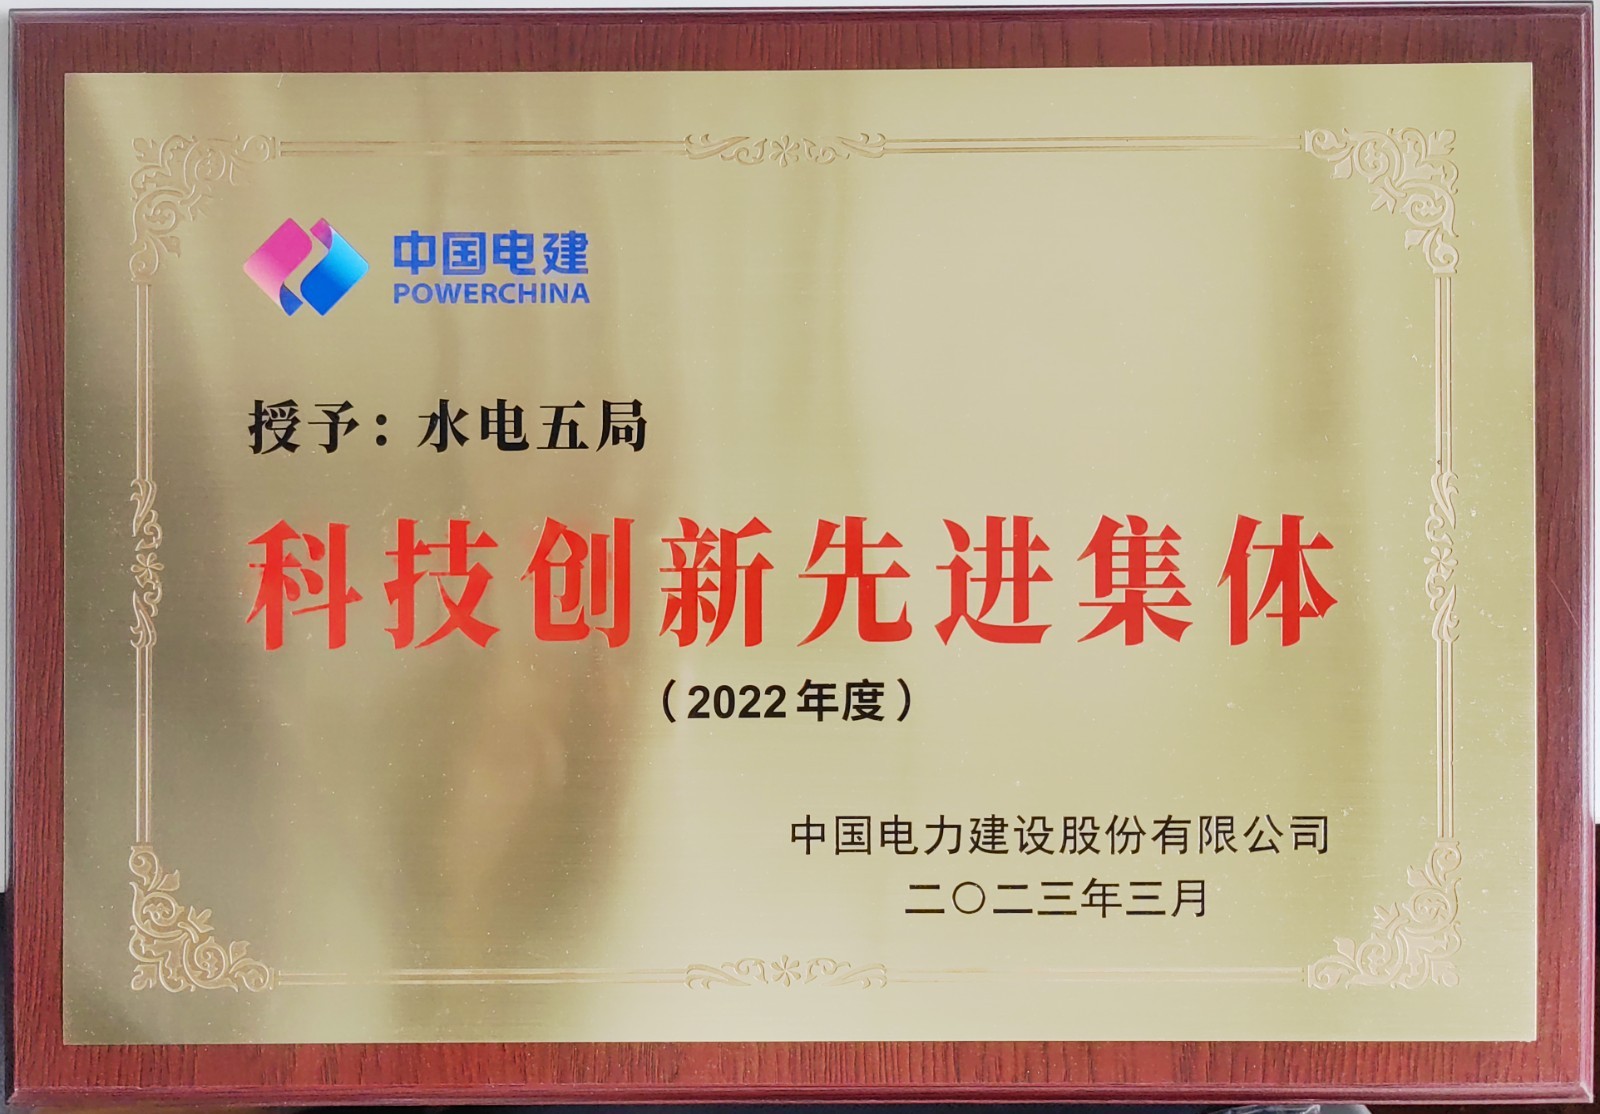 中国电建
POWERCHINA
授予：水电五局
科技创新先进集体
（2022年度）
中国电力建设股份有限公司
二〇二三年三月